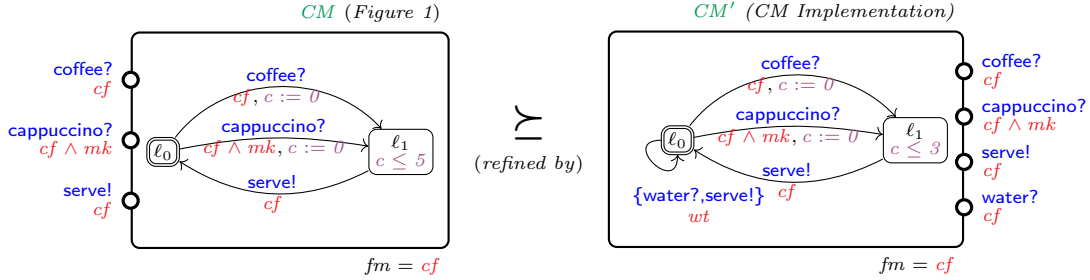 CM (Figure 1)
coffee?
cf
cappuccino?
cf ∧ mk
serve!
cf
coffee?
cf, c := 0
cappuccino?
cf ∧ mk, c := 0
serve!
cf
ℓ0
ℓ1
c ≤ 5
fm = cf
⪰
(refined by)
CM′ (CM Implementation)
coffee?
cf, c := 0
cappuccino?
cf ∧ mk, c := 0
serve!
cf
ℓ0
ℓ1
c ≤ 3
{water?,serve!}
wt
coffee?
cf
cappuccino?
cf ∧ mk
serve!
cf
water?
cf
fm = cf